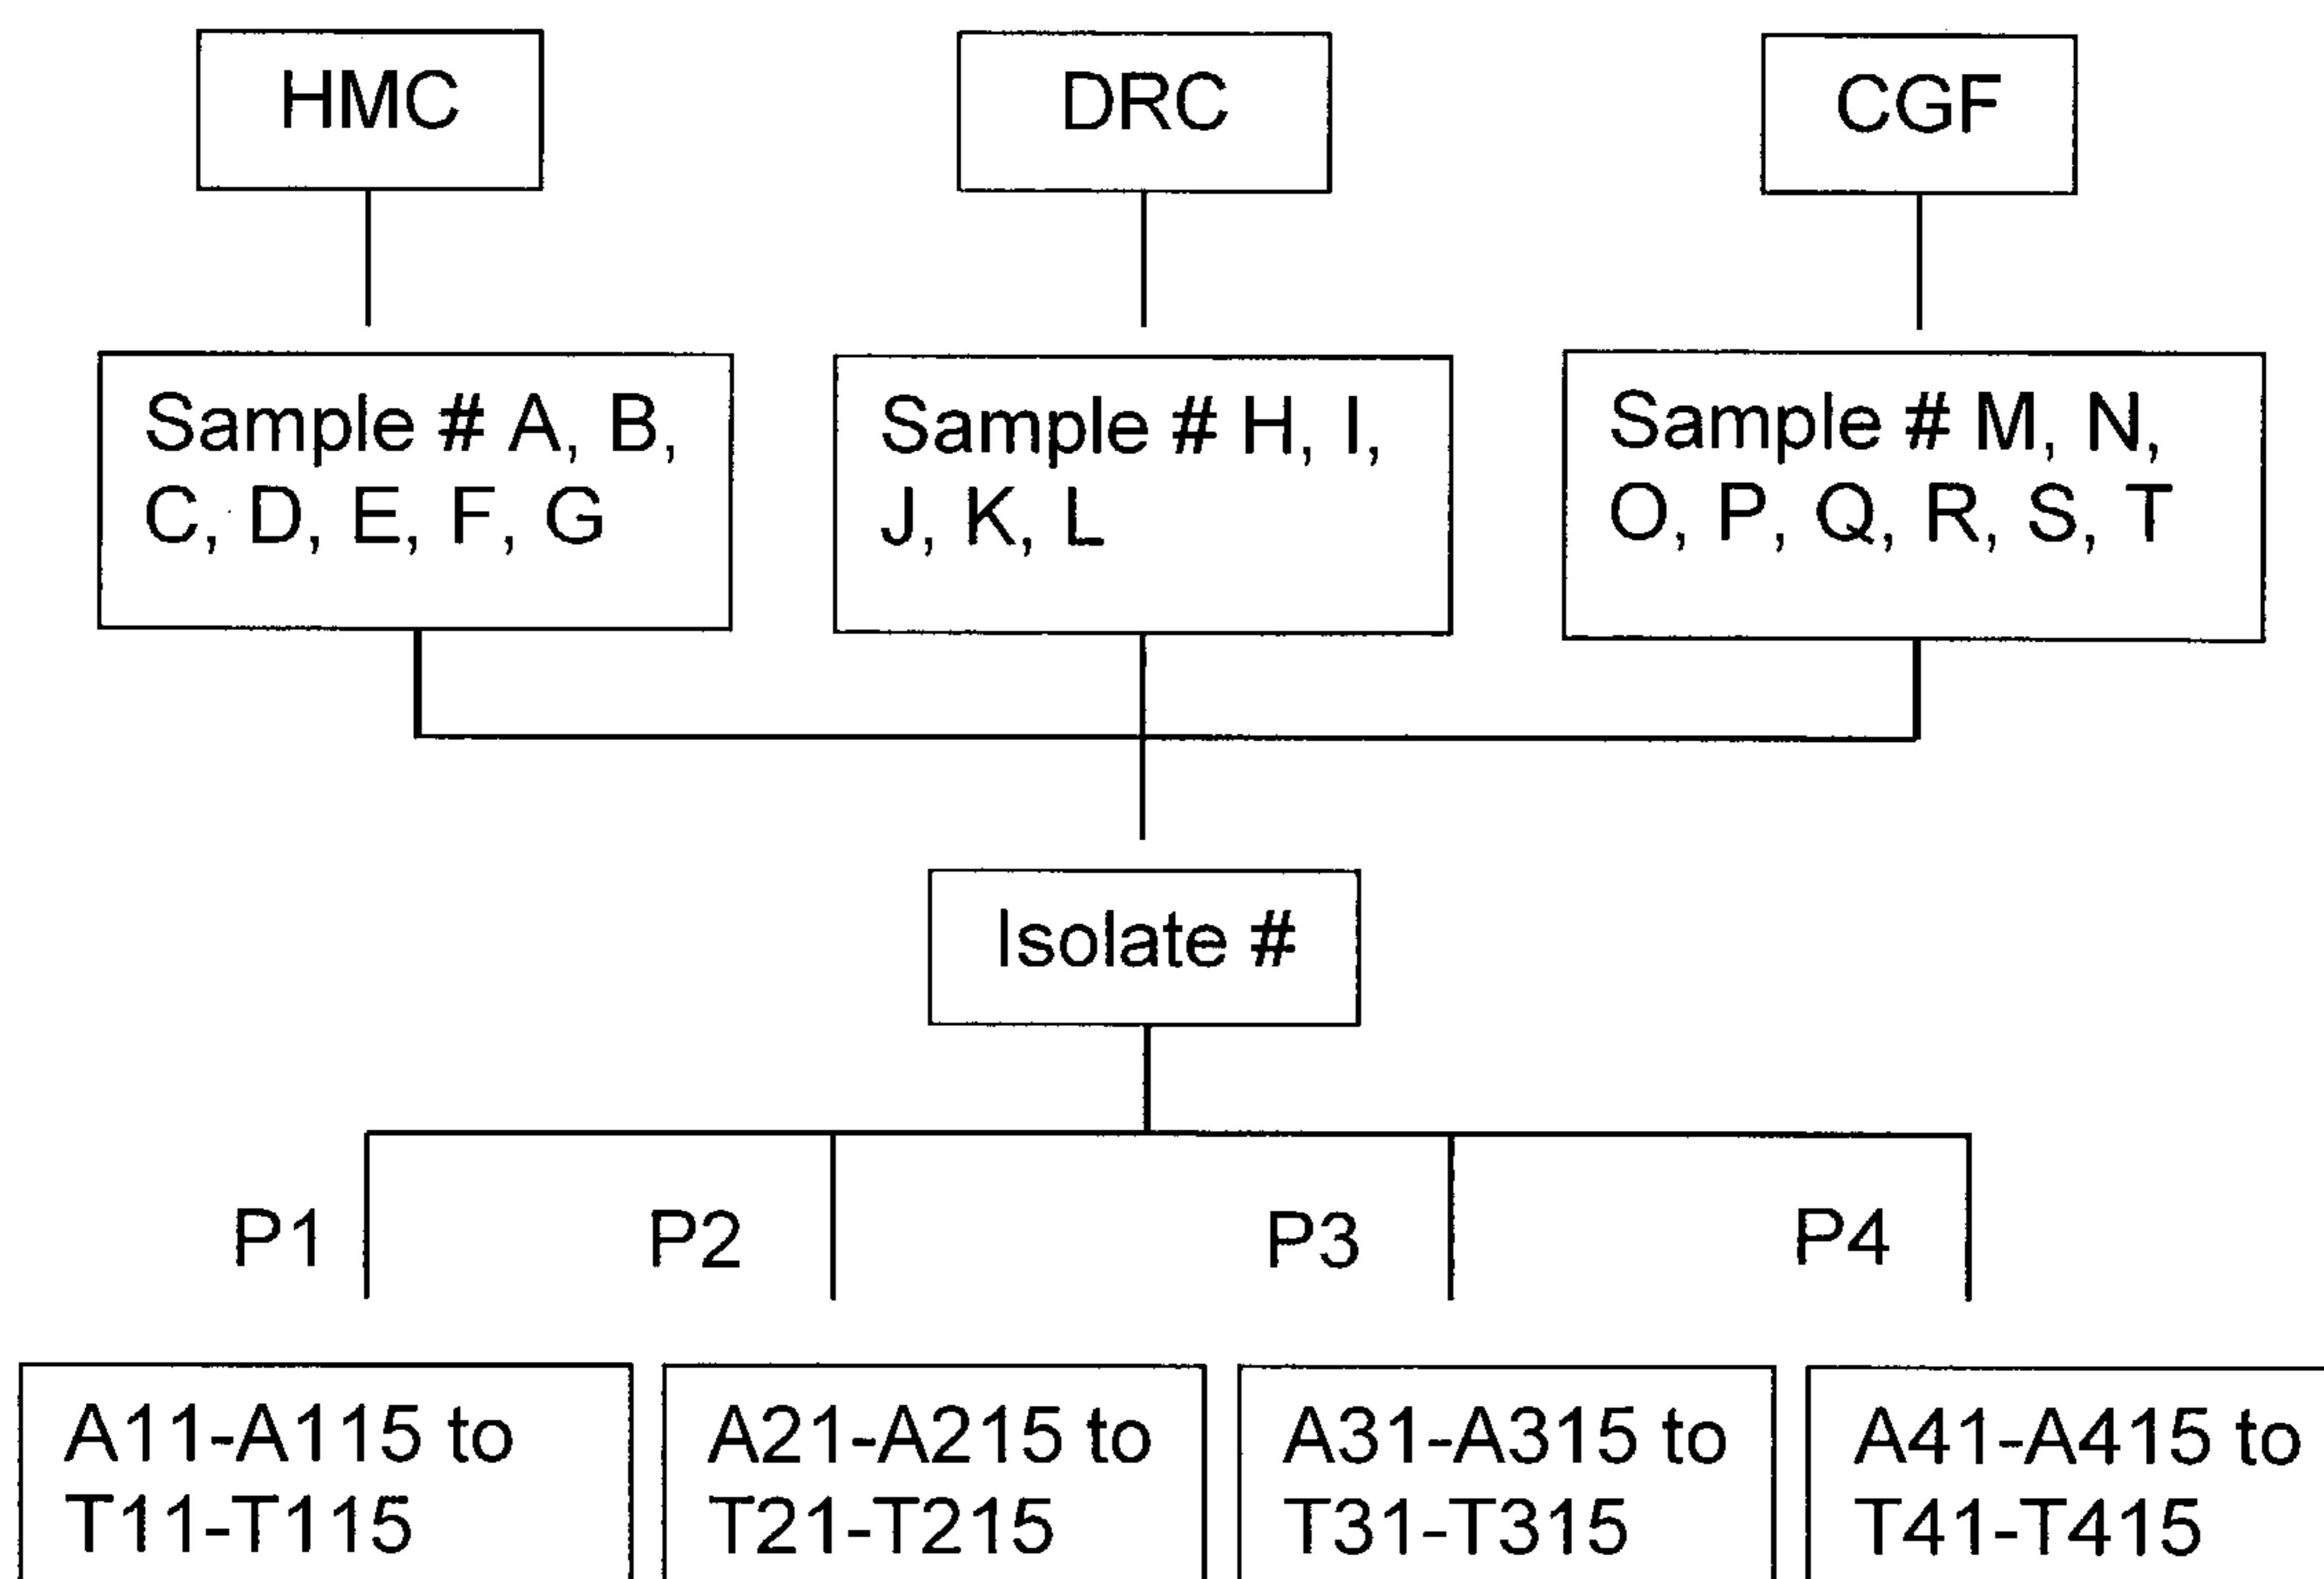 HMC
DRC
CGF
Sample # A, B,
C, D, E, F, G
Sample # H, I,
J, K, L
Sample # M, N,
O, P, Q, R, S, T
Isolate #
P1
P2
P3
P4
A11-A115 to
T11-T115
A21-A215 to
T21-T215
A31-A315 to
T31-T315
A41-A415 to
T41-T415